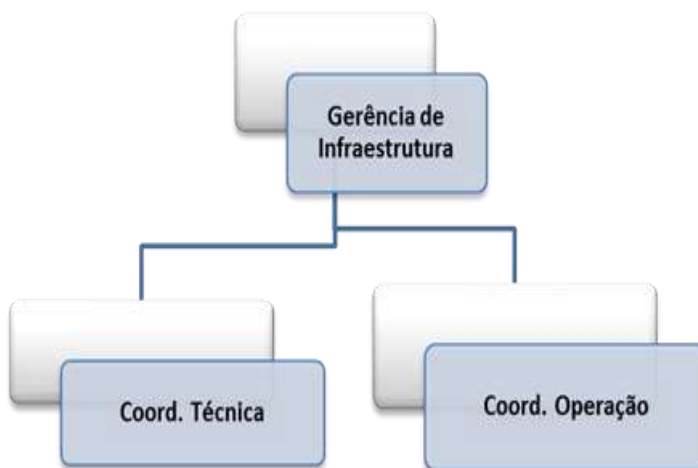 Gerência de
Infraestrutura
Coord. Técnica
Coord. Operação